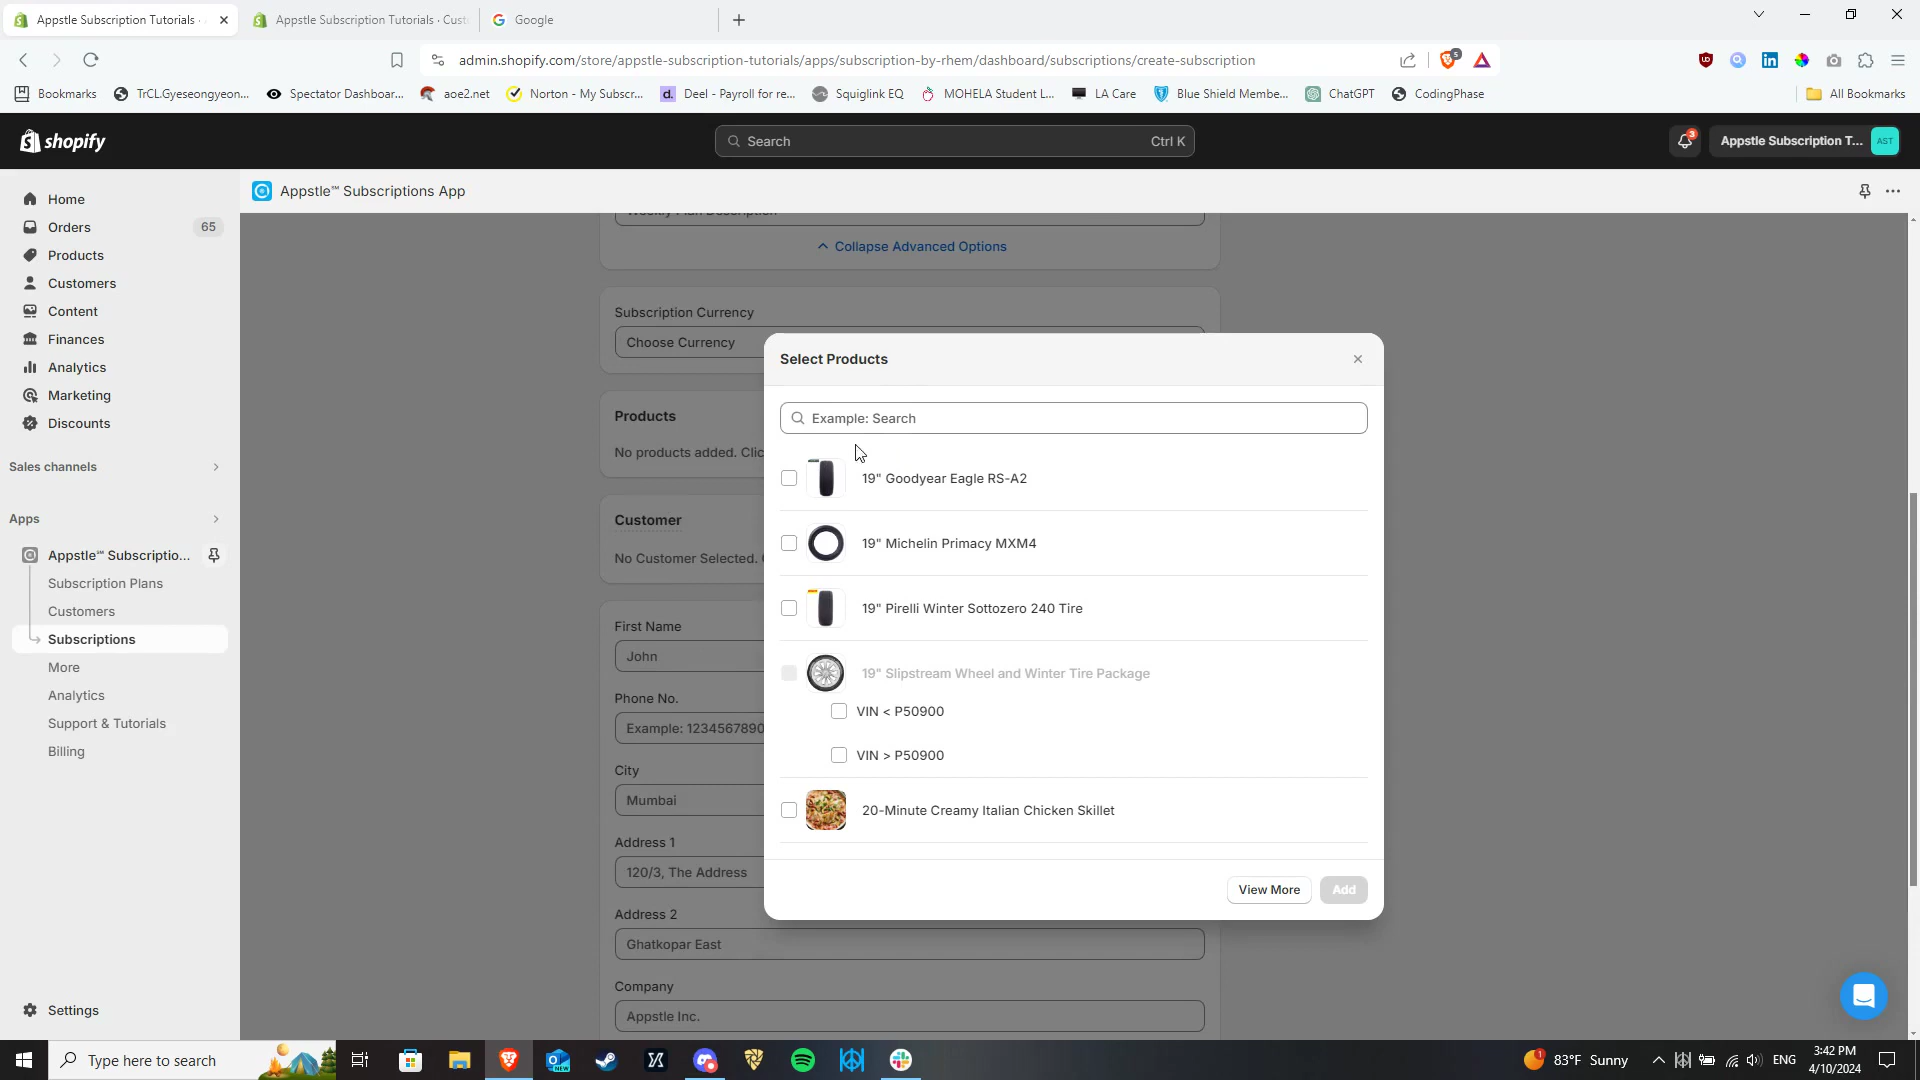 Appstle Subscription Tutorials ·
Appstle Subscription Tutorials · Cust
Google
admin.shopify.com/store/appstle-subscription-tutorials/apps/subscription-by-rhem/dashboard/subscriptions/create-subscription
5
Bookmarks
TrCL.Gyeseongyeon...
Spectator Dashboar...
aoe2.net
Norton - My Subscr...
Deel - Payroll for re...
Squiglink EQ
MOHELA Student L...
LA Care
Blue Shield Membe...
ChatGPT
CodingPhase
All Bookmarks
shopify
Search
Ctrl K
3
Appstle Subscription T...
AST
Home
Orders
65
Products
Customers
Content
Finances
Analytics
Marketing
Discounts
Sales channels
Apps
Appstle℠ Subscriptio...
Subscription Plans
Customers
Subscriptions
More
Analytics
Support & Tutorials
Billing
Settings
Appstle℠ Subscriptions App
Weekly Plan Description
Collapse Advanced Options
Subscription Currency
Choose Currency
Products
No products added. Clic
Customer
No Customer Selected.
First Name
John
Phone No.
Example: 1234567890
City
Mumbai
Address 1
120/3, The Address
Address 2
Ghatkopar East
Company
Appstle Inc.
Select Products
Example: Search
19" Goodyear Eagle RS-A2
19" Michelin Primacy MXM4
19" Pirelli Winter Sottozero 240 Tire
19" Slipstream Wheel and Winter Tire Package
VIN < P50900
VIN > P50900
20-Minute Creamy Italian Chicken Skillet
View More
Add
Type here to search
NEW
1
83°F Sunny
ENG
3:42 PM
4/10/2024